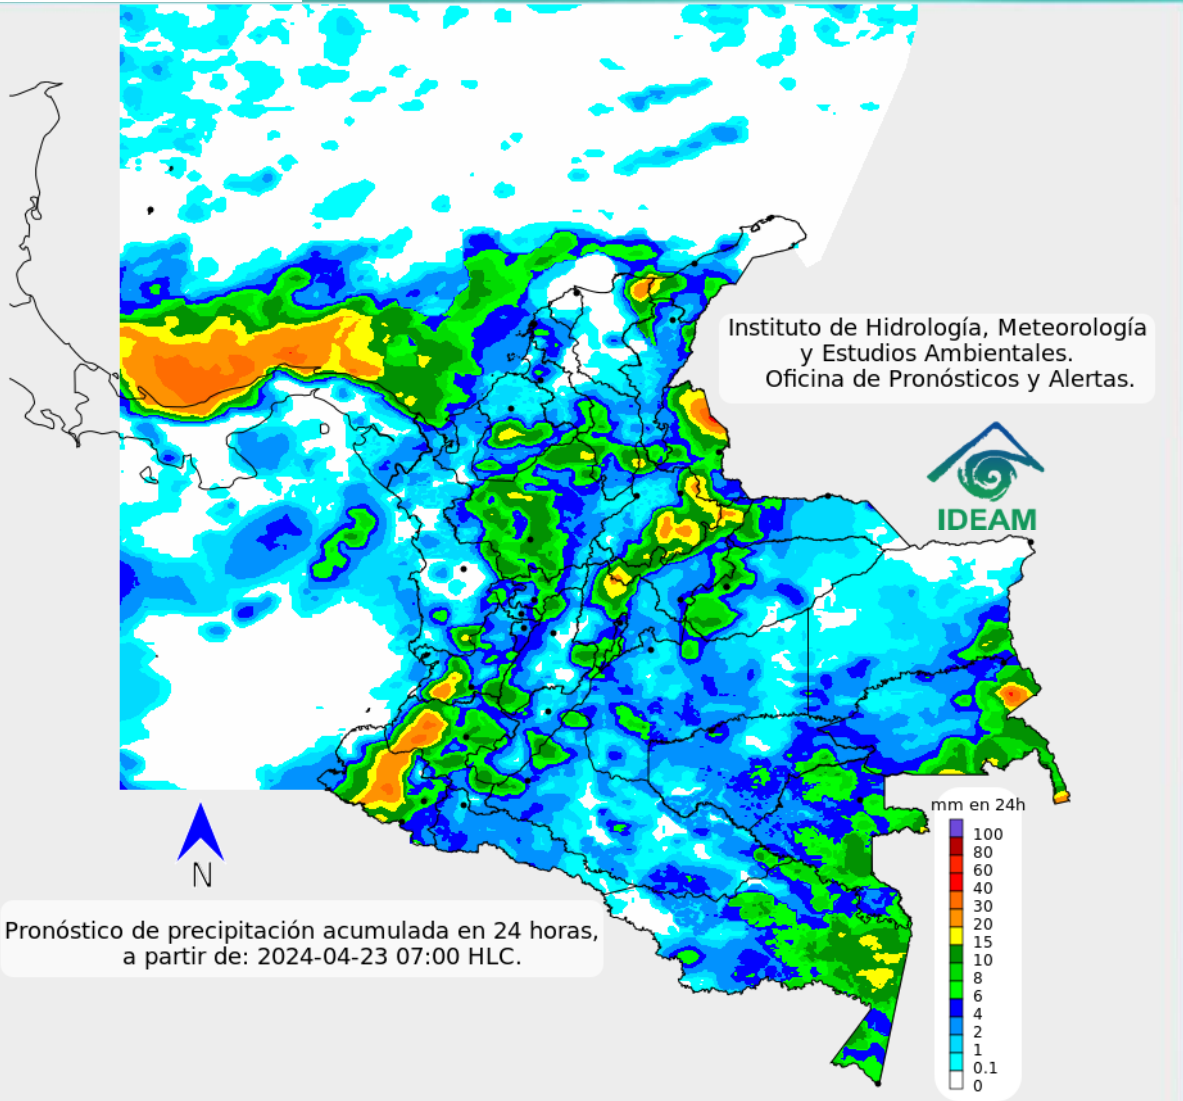 Instituto de Hidrología, Meteorología
y Estudios Ambientales.
Oficina de Pronósticos y Alertas.
IDEAM
mm en 24h
100
80
60
40
30
20
15
10
8
6
4
2
1
0.1
0
N
Pronóstico de precipitación acumulada en 24 horas,
a partir de: 2024-04-23 07:00 HLC.